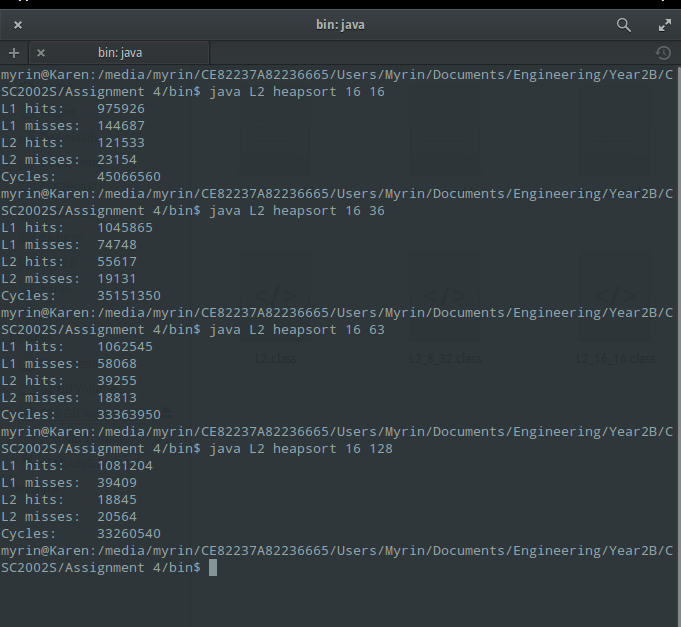 bin: java
bin: java
myrin@Karen:/media/myrin/CE82237A82236665/Users/Myrin/Documents/Engineering/Year2B/C
SC2002S/Assignment 4/bin$ java L2 heapsort 16 16
L1 hits:   975926
L1 misses:   144687
L2 hits:   121533
L2 misses:   23154
Cycles:   45066560
myrin@Karen:/media/myrin/CE82237A82236665/Users/Myrin/Documents/Engineering/Year2B/C
SC2002S/Assignment 4/bin$ java L2 heapsort 16 36
L1 hits:   1045865
L1 misses:   74748
L2 hits:   55617
L2 misses:   19131
Cycles:   35151350
myrin@Karen:/media/myrin/CE82237A82236665/Users/Myrin/Documents/Engineering/Year2B/C
SC2002S/Assignment 4/bin$ java L2 heapsort 16 63
L1 hits:   1062545
L1 misses:   58068
L2.class L2_8_32.class L2_16_16.class
L2 hits:   39255
L2 misses:   18813
Cycles:   33363950
myrin@Karen:/media/myrin/CE82237A82236665/Users/Myrin/Documents/Engineering/Year2B/C
SC2002S/Assignment 4/bin$ java L2 heapsort 16 128
L1 hits:   1081204
L1 misses:   39409
L2 hits:   18845
L2 misses:   20564
Cycles:   33260540
myrin@Karen:/media/myrin/CE82237A82236665/Users/Myrin/Documents/Engineering/Year2B/C
SC2002S/Assignment 4/bin$